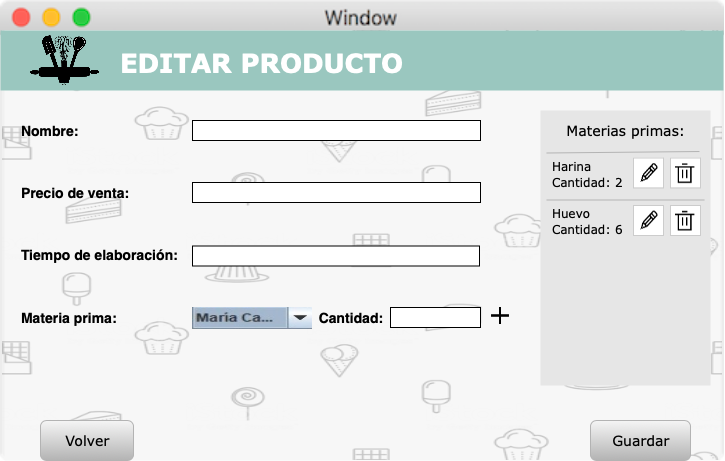 Window
EDITAR PRODUCTO
Nombre:
Precio de venta:
Tiempo de elaboración:
Materia prima:
María Ca...
Cantidad:
+
Materias primas:
Harina
Cantidad: 2
Huevo
Cantidad: 6
Volver
Guardar